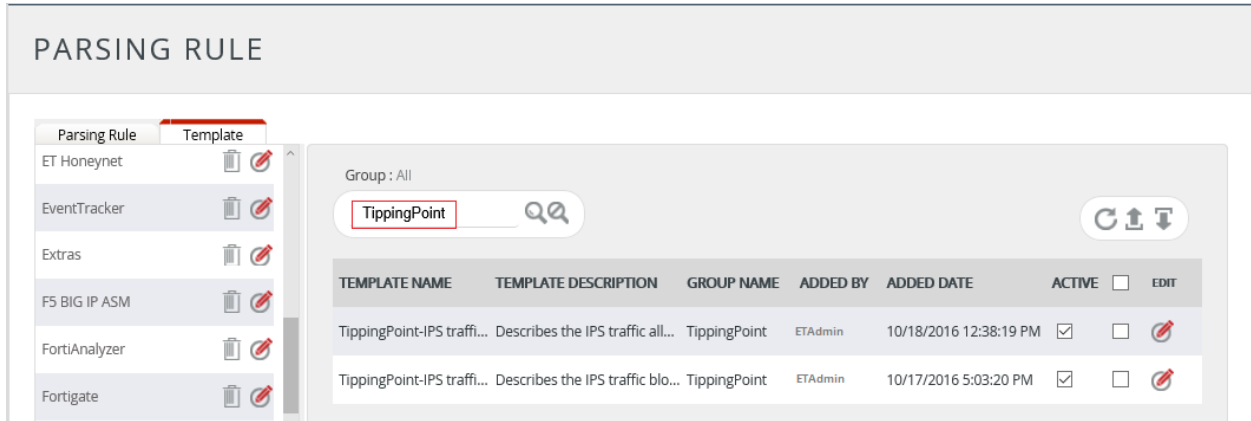 PARSING RULE
Parsing Rule Template
ET Honeynet
EventTracker
Extras
F5 BIG IP ASM
FortiAnalyzer
Fortigate
Group : All
TippingPoint
TEMPLATE NAME TEMPLATE DESCRIPTION GROUP NAME ADDED BY ADDED DATE ACTIVE EDIT
TippingPoint-IPS traffi... Describes the IPS traffic all... TippingPoint ETAdmin 10/18/2016 12:38:19 PM
TippingPoint-IPS traffi... Describes the IPS traffic blo... TippingPoint ETAdmin 10/17/2016 5:03:20 PM